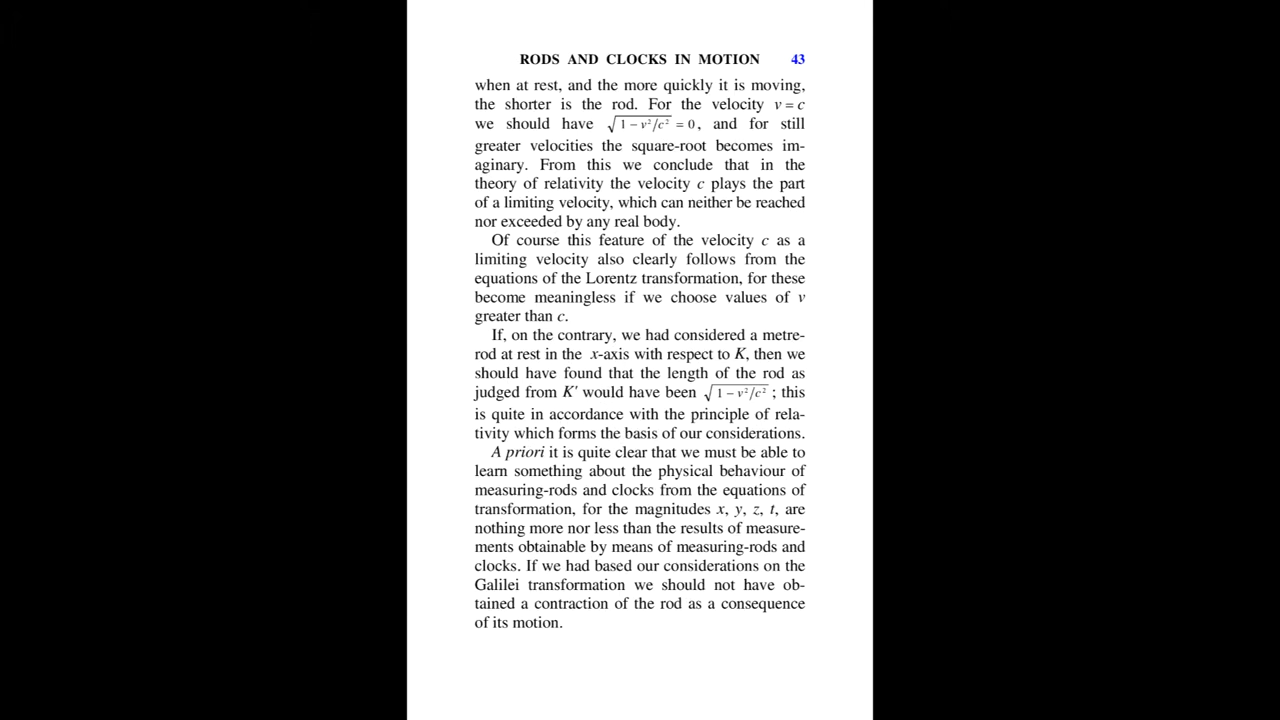 RODS AND CLOCKS IN MOTION 43
when at rest, and the more quickly it is moving,
the shorter is the rod. For the velocity v = c
we should have √1 − v²/c² = 0, and for still
greater velocities the square-root becomes im-
aginary. From this we conclude that in the
theory of relativity the velocity c plays the part
of a limiting velocity, which can neither be reached
nor exceeded by any real body.
Of course this feature of the velocity c as a
limiting velocity also clearly follows from the
equations of the Lorentz transformation, for these
become meaningless if we choose values of v
greater than c.
If, on the contrary, we had considered a metre-
rod at rest in the x-axis with respect to K, then we
should have found that the length of the rod as
judged from K′ would have been √1 − v²/c² ; this
is quite in accordance with the principle of rela-
tivity which forms the basis of our considerations.
A priori it is quite clear that we must be able to
learn something about the physical behaviour of
measuring-rods and clocks from the equations of
transformation, for the magnitudes x, y, z, t, are
nothing more nor less than the results of measure-
ments obtainable by means of measuring-rods and
clocks. If we had based our considerations on the
Galilei transformation we should not have ob-
tained a contraction of the rod as a consequence
of its motion.